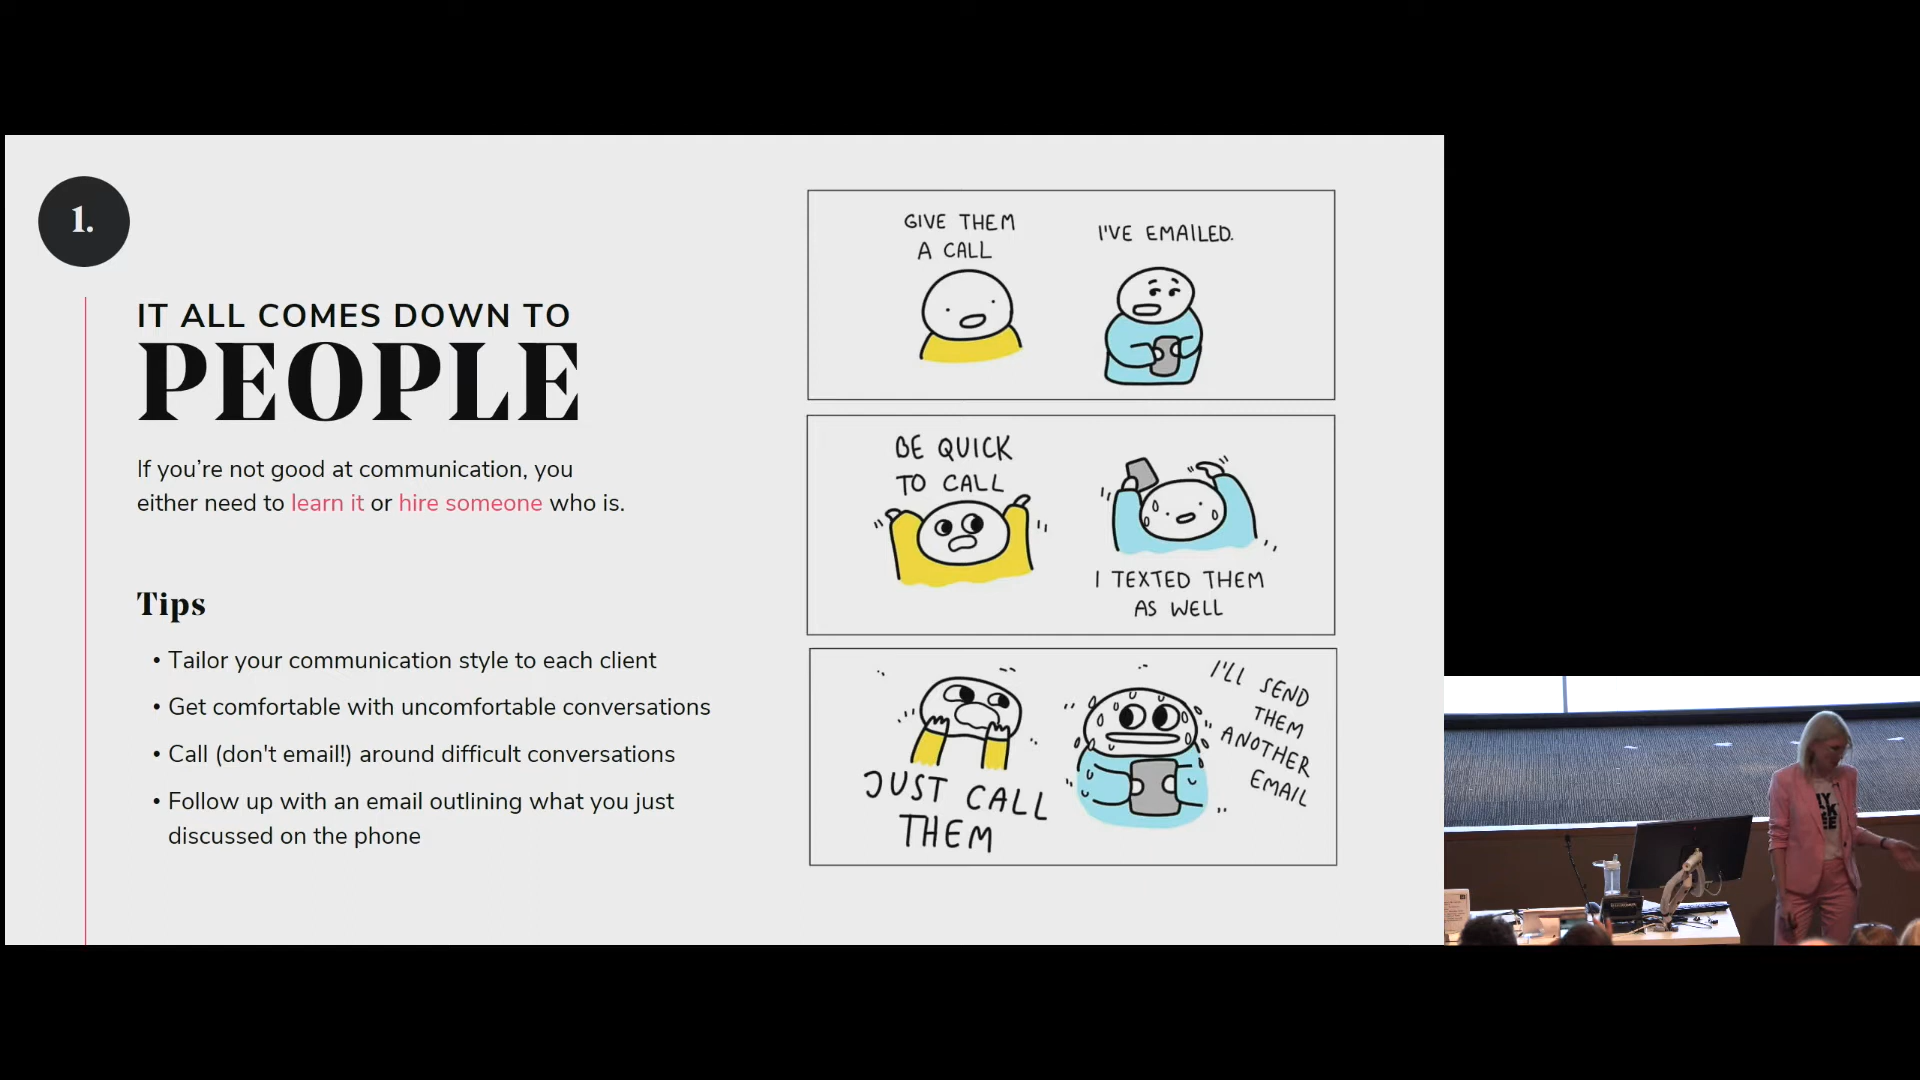 1.
IT ALL COMES DOWN TO
PEOPLE
If you’re not good at communication, you
either need to learn it or hire someone who is.
Tips
• Tailor your communication style to each client
• Get comfortable with uncomfortable conversations
• Call (don't email!) around difficult conversations
• Follow up with an email outlining what you just
discussed on the phone
GIVE THEM
A CALL
I'VE EMAILED.
BE QUICK
TO CALL
I TEXTED THEM
AS WELL
JUST CALL
THEM
I'LL SEND
THEM
ANOTHER
EMAIL